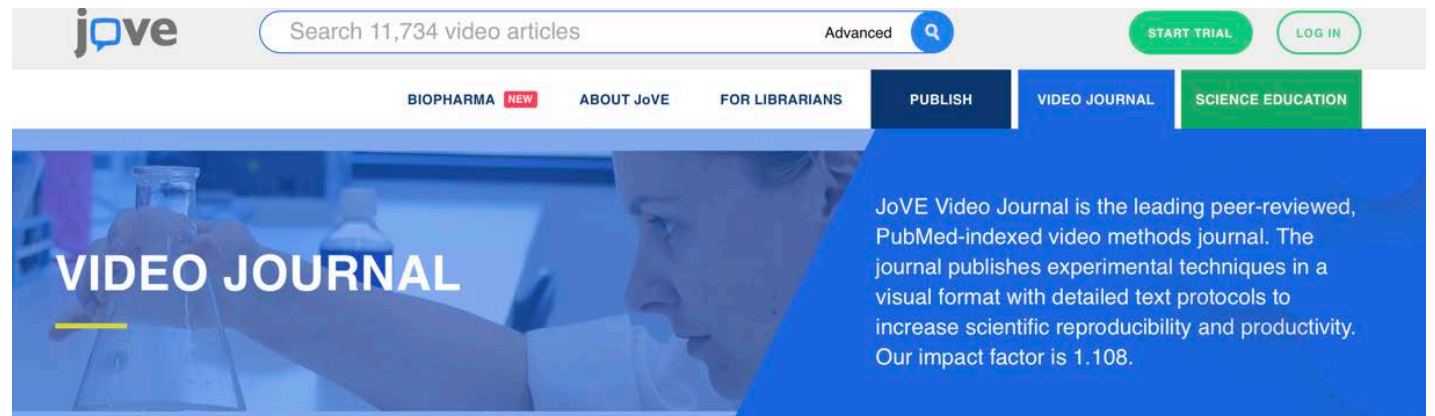 jove
Search 11,734 video articles
Advanced
START TRIAL
LOG IN
BIOPHARMA NEW
ABOUT JoVE
FOR LIBRARIANS
PUBLISH
VIDEO JOURNAL
SCIENCE EDUCATION
VIDEO JOURNAL
JoVE Video Journal is the leading peer-reviewed,
PubMed-indexed video methods journal. The
journal publishes experimental techniques in a
visual format with detailed text protocols to
increase scientific reproducibility and productivity.
Our impact factor is 1.108.